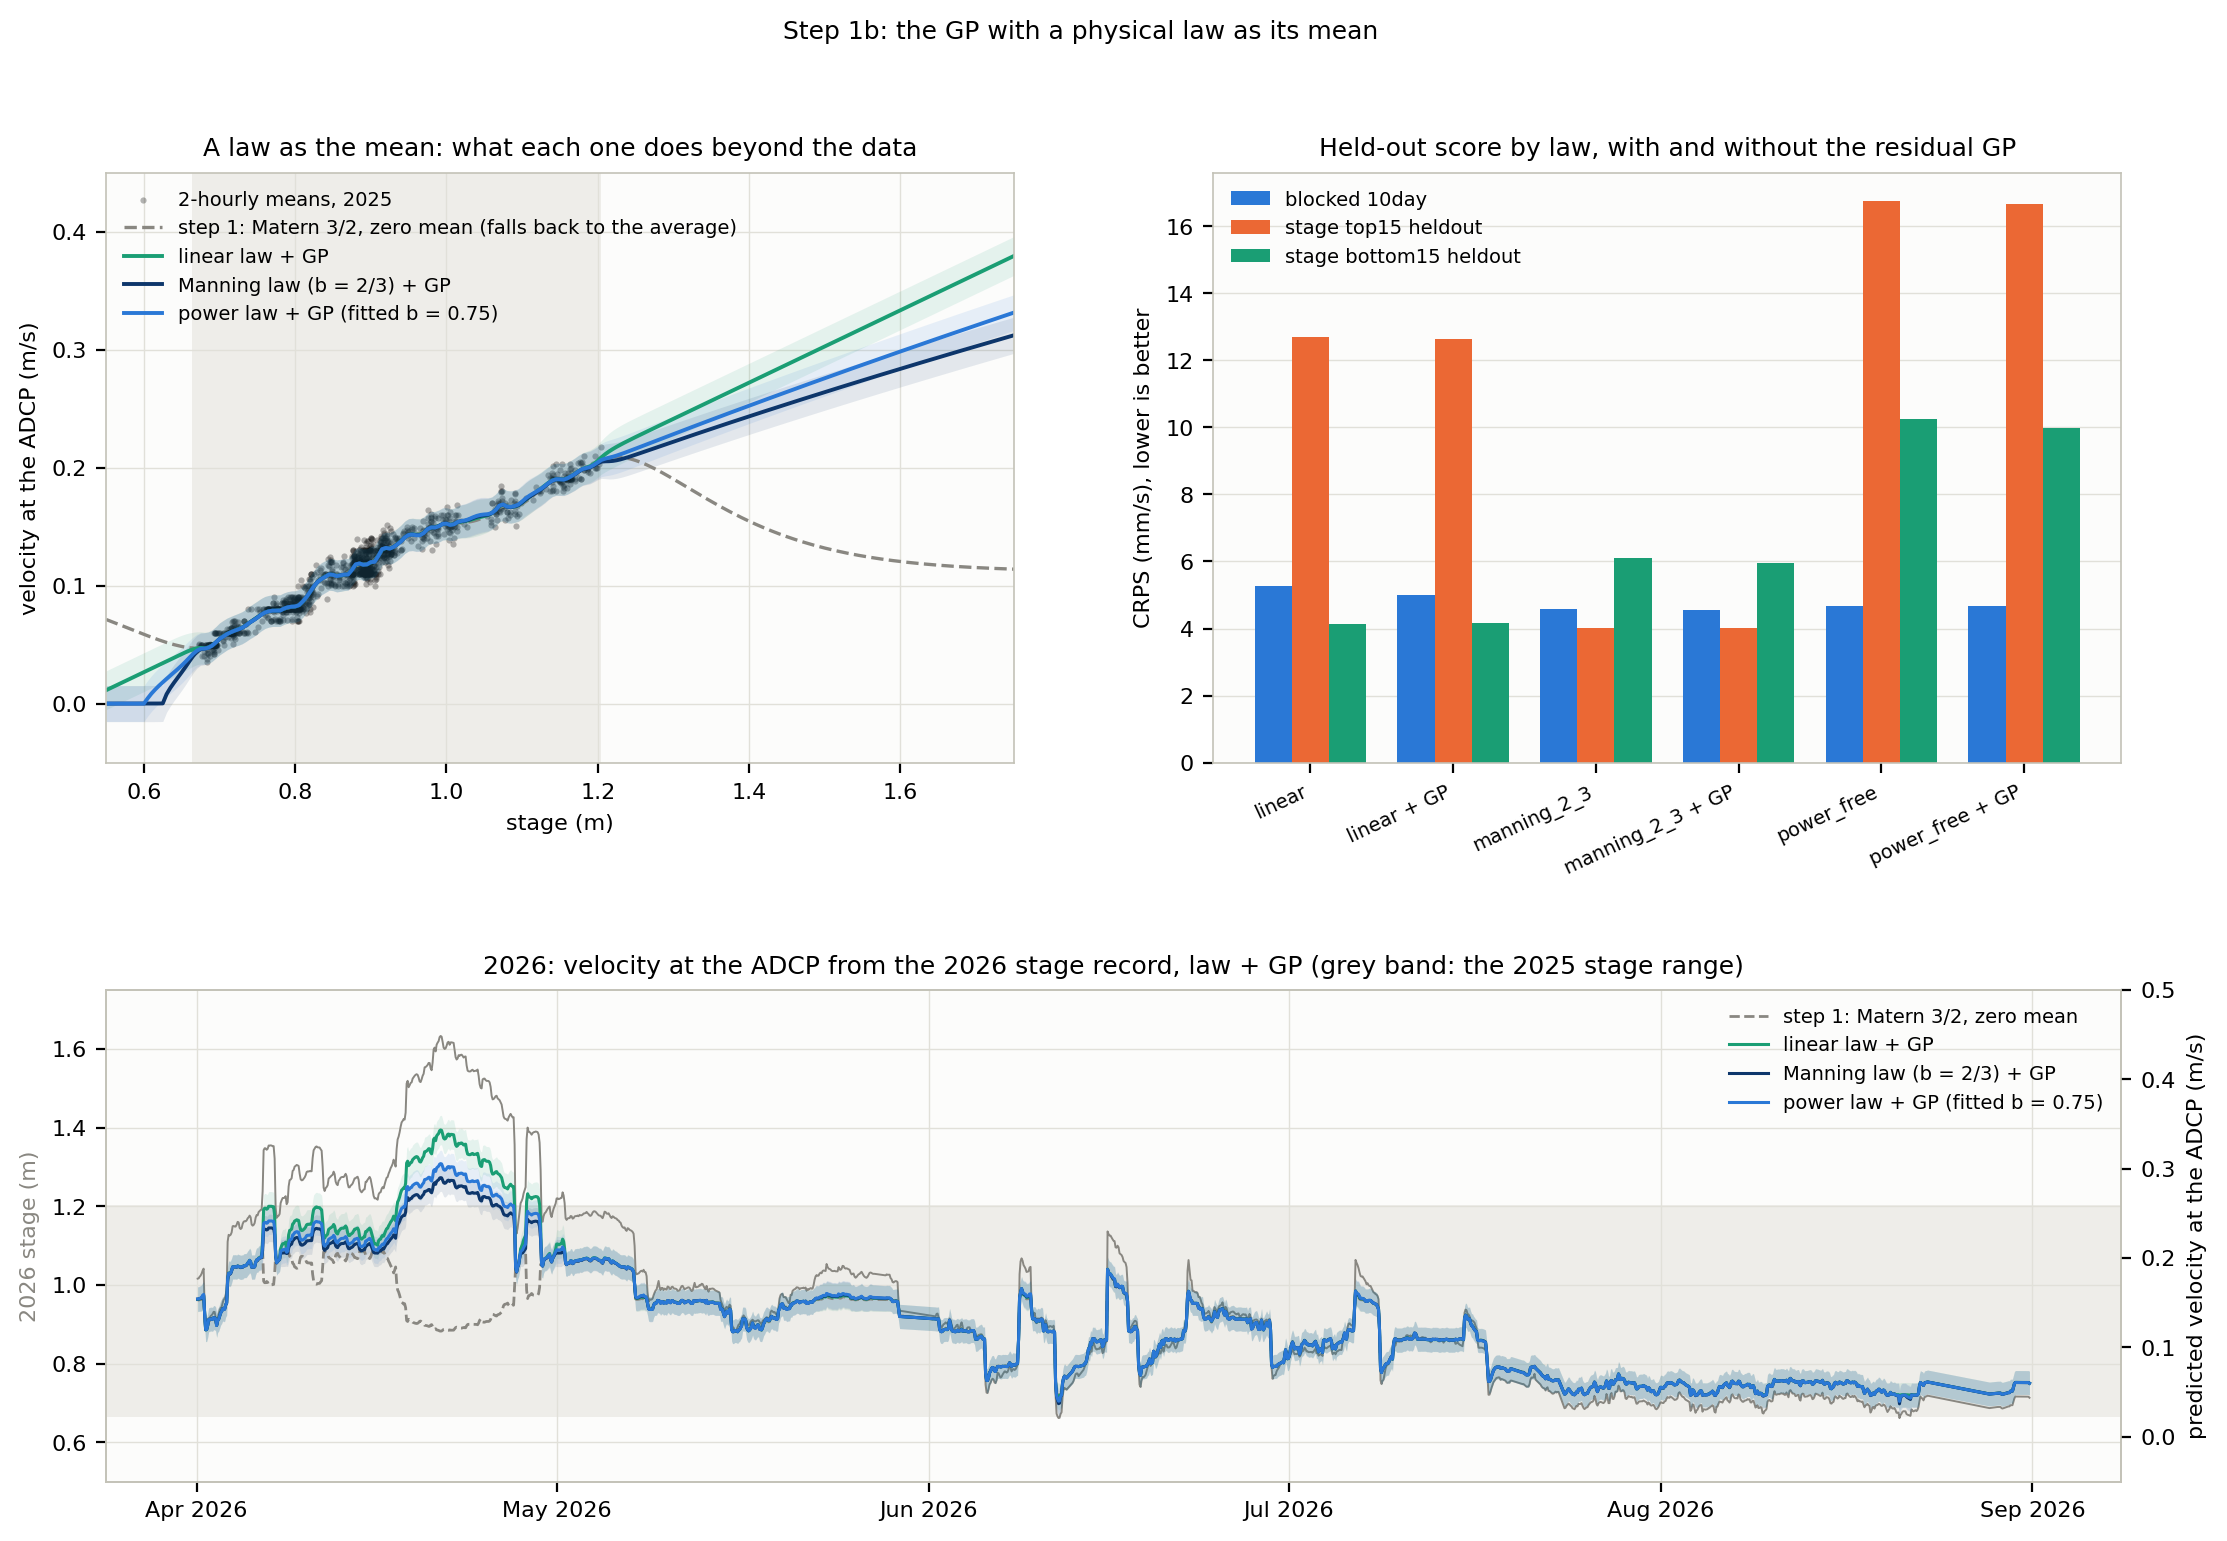 Step 1b: the GP with a physical law as its mean
A law as the mean: what each one does beyond the data
2-hourly means, 2025
step 1: Matern 3/2, zero mean (falls back to the average)
linear law + GP
Manning law (b = 2/3) + GP
power law + GP (fitted b = 0.75)
velocity at the ADCP (m/s)
0.4
0.3
0.2
0.1
0.0
0.6
0.8
1.0
1.2
1.4
1.6
stage (m)
Held-out score by law, with and without the residual GP
blocked 10day
stage top15 heldout
stage bottom15 heldout
CRPS (mm/s), lower is better
16
14
12
10
8
6
4
2
0
linear
linear + GP
manning_2_3
manning_2_3 + GP
power_free
power_free + GP
2026: velocity at the ADCP from the 2026 stage record, law + GP (grey band: the 2025 stage range)
step 1: Matern 3/2, zero mean
linear law + GP
Manning law (b = 2/3) + GP
power law + GP (fitted b = 0.75)
2026 stage (m)
1.6
1.4
1.2
1.0
0.8
0.6
0.5
0.4
0.3
0.2
0.1
0.0
predicted velocity at the ADCP (m/s)
Apr 2026
May 2026
Jun 2026
Jul 2026
Aug 2026
Sep 2026